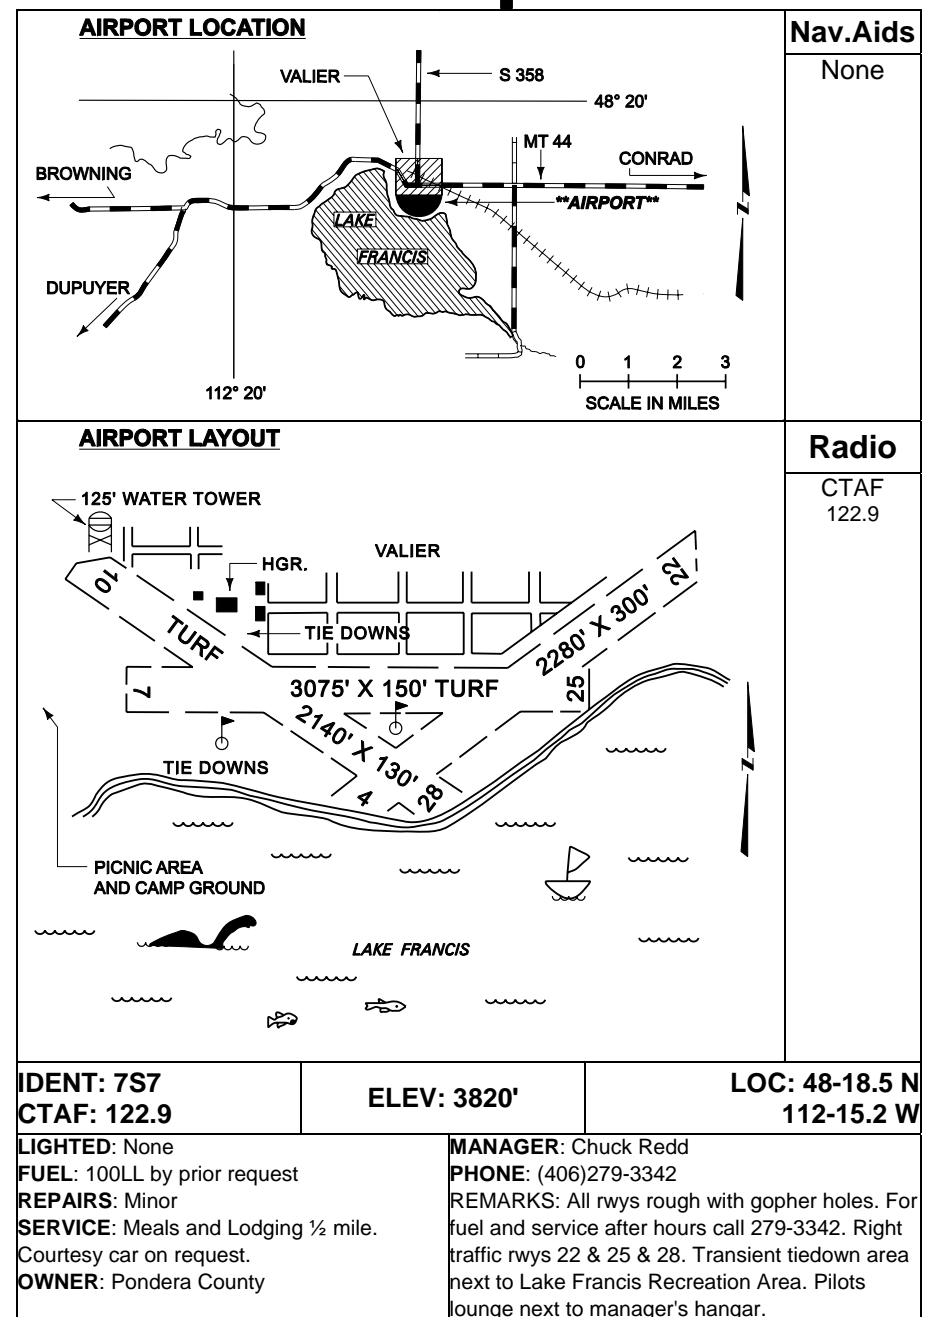 AIRPORT LOCATION
Nav.Aids
None
VALIER
S 358
48° 20'
MT 44
CONRAD
BROWNING
**AIRPORT**
LAKE
FRANCIS
N
DUPUYER
0 1 2 3
112° 20'
SCALE IN MILES
AIRPORT LAYOUT
Radio
CTAF
122.9
125' WATER TOWER
VALIER
HGR.
10
22
TIE DOWNS
TURF
2280' X 300'
3075' X 150' TURF
7
25
2140' X 130'
TIE DOWNS
N
4
28
PICNIC AREA
AND CAMP GROUND
LAKE FRANCIS
IDENT: 7S7
CTAF: 122.9
ELEV: 3820'
LOC: 48-18.5 N
112-15.2 W
LIGHTED: None
FUEL: 100LL by prior request
REPAIRS: Minor
SERVICE: Meals and Lodging ½ mile.
Courtesy car on request.
OWNER: Pondera County
MANAGER: Chuck Redd
PHONE: (406)279-3342
REMARKS: All rwys rough with gopher holes. For
fuel and service after hours call 279-3342. Right
traffic rwys 22 & 25 & 28. Transient tiedown area
next to Lake Francis Recreation Area. Pilots
lounge next to manager's hangar.